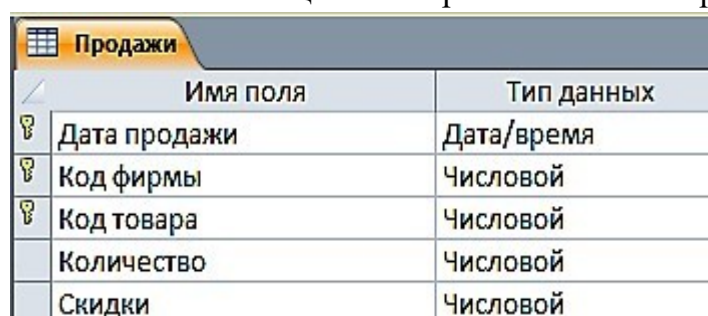 Продажи
Имя поля Тип данных
Дата продажи Дата/время
Код фирмы Числовой
Код товара Числовой
Количество Числовой
Скидки Числовой